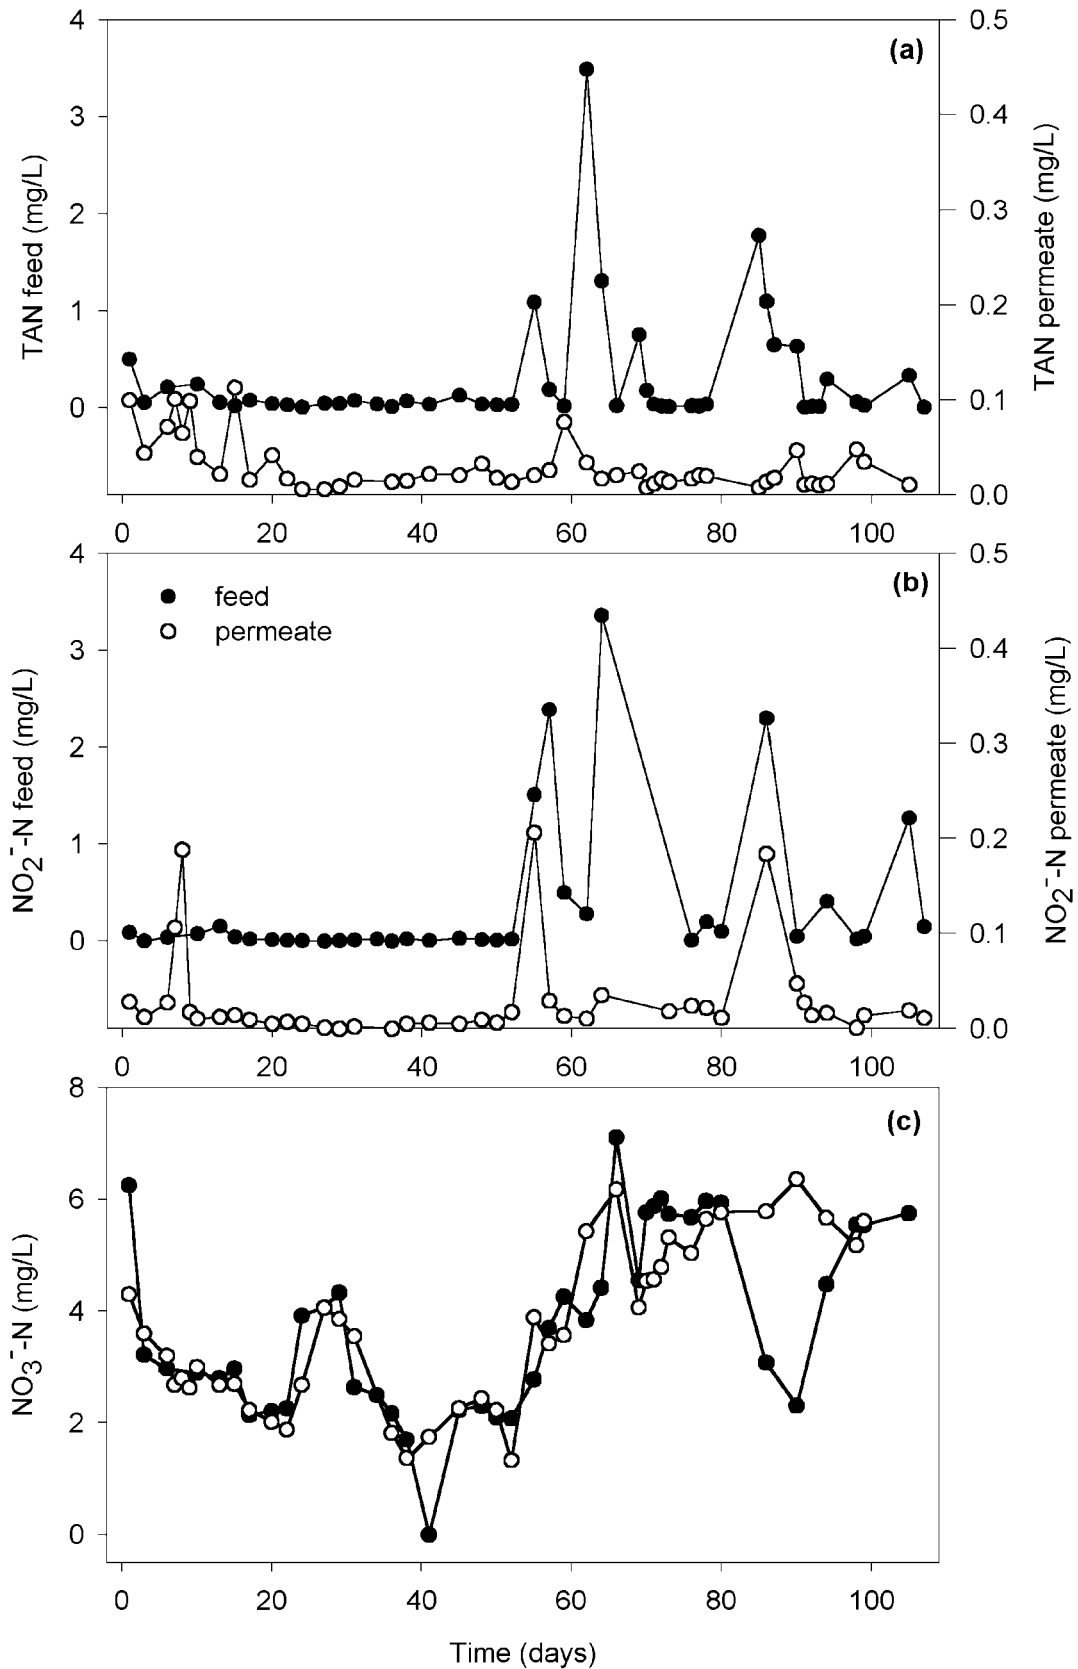 (a)
TAN feed (mg/L)
4
3
2
1
0
0.5
0.4
0.3
0.2
0.1
0.0
TAN permeate (mg/L)
0 20 40 60 80 100
(b)
feed
permeate
NO2⁻-N feed (mg/L)
4
3
2
1
0
0.5
0.4
0.3
0.2
0.1
0.0
NO2⁻-N permeate (mg/L)
0 20 40 60 80 100
(c)
NO3⁻-N (mg/L)
8
6
4
2
0
0 20 40 60 80 100
Time (days)